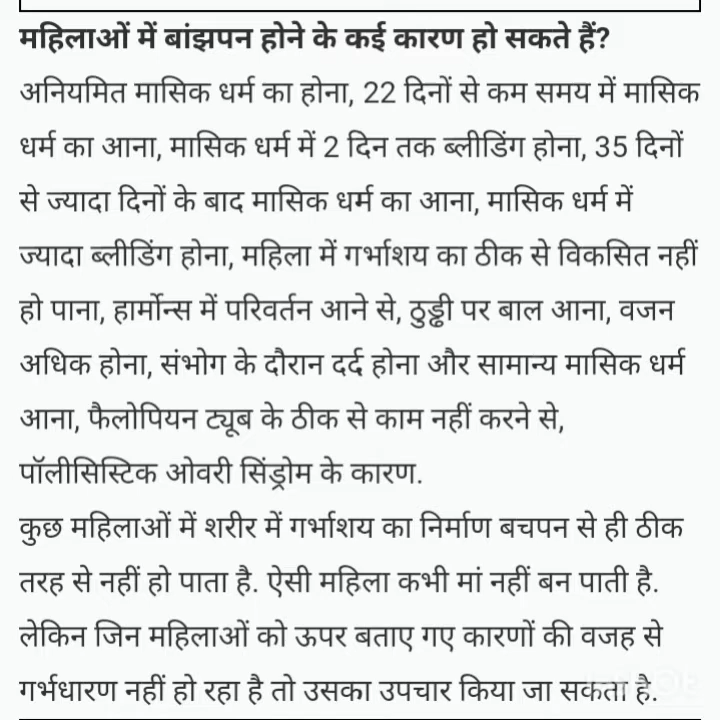 महिलाओं में बांझपन होने के कई कारण हो सकते हैं?
अनियमित मासिक धर्म का होना, 22 दिनों से कम समय में मासिक
धर्म का आना, मासिक धर्म में 2 दिन तक ब्लीडिंग होना, 35 दिनों
से ज्यादा दिनों के बाद मासिक धर्म का आना, मासिक धर्म में
ज्यादा ब्लीडिंग होना, महिला में गर्भाशय का ठीक से विकसित नहीं
हो पाना, हार्मोन्स में परिवर्तन आने से, ठुड्ढी पर बाल आना, वजन
अधिक होना, संभोग के दौरान दर्द होना और सामान्य मासिक धर्म
आना, फैलोपियन ट्यूब के ठीक से काम नहीं करने से,
पॉलीसिस्टिक ओवरी सिंड्रोम के कारण.
कुछ महिलाओं में शरीर में गर्भाशय का निर्माण बचपन से ही ठीक
तरह से नहीं हो पाता है. ऐसी महिला कभी मां नहीं बन पाती है.
लेकिन जिन महिलाओं को ऊपर बताए गए कारणों की वजह से
गर्भधारण नहीं हो रहा है तो उसका उपचार किया जा सकता है.